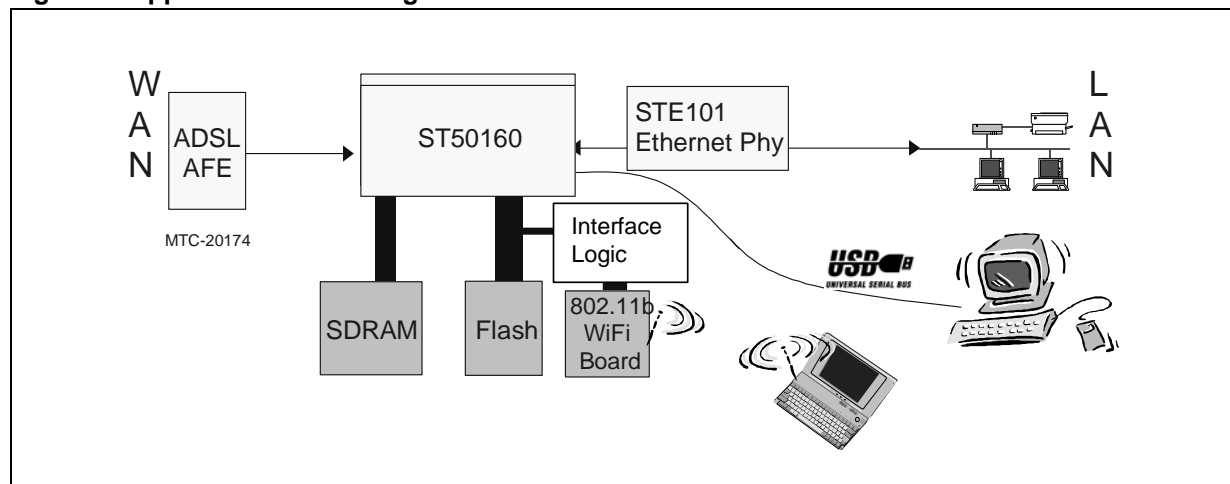 W
A
N
ADSL
AFE
MTC-20174
ST50160
STE101
Ethernet Phy
L
A
N
Interface
Logic
SDRAM
Flash
802.11b
WiFi
Board
USB
UNIVERSAL SERIAL BUS